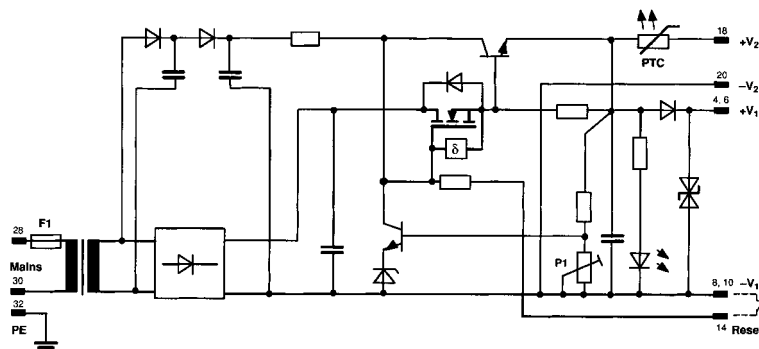 18
+V2
PTC
20
−V2
4, 6
+V1
δ
F1
28
Mains
30
32
PE
P1
8, 10
−V1
14
Rese